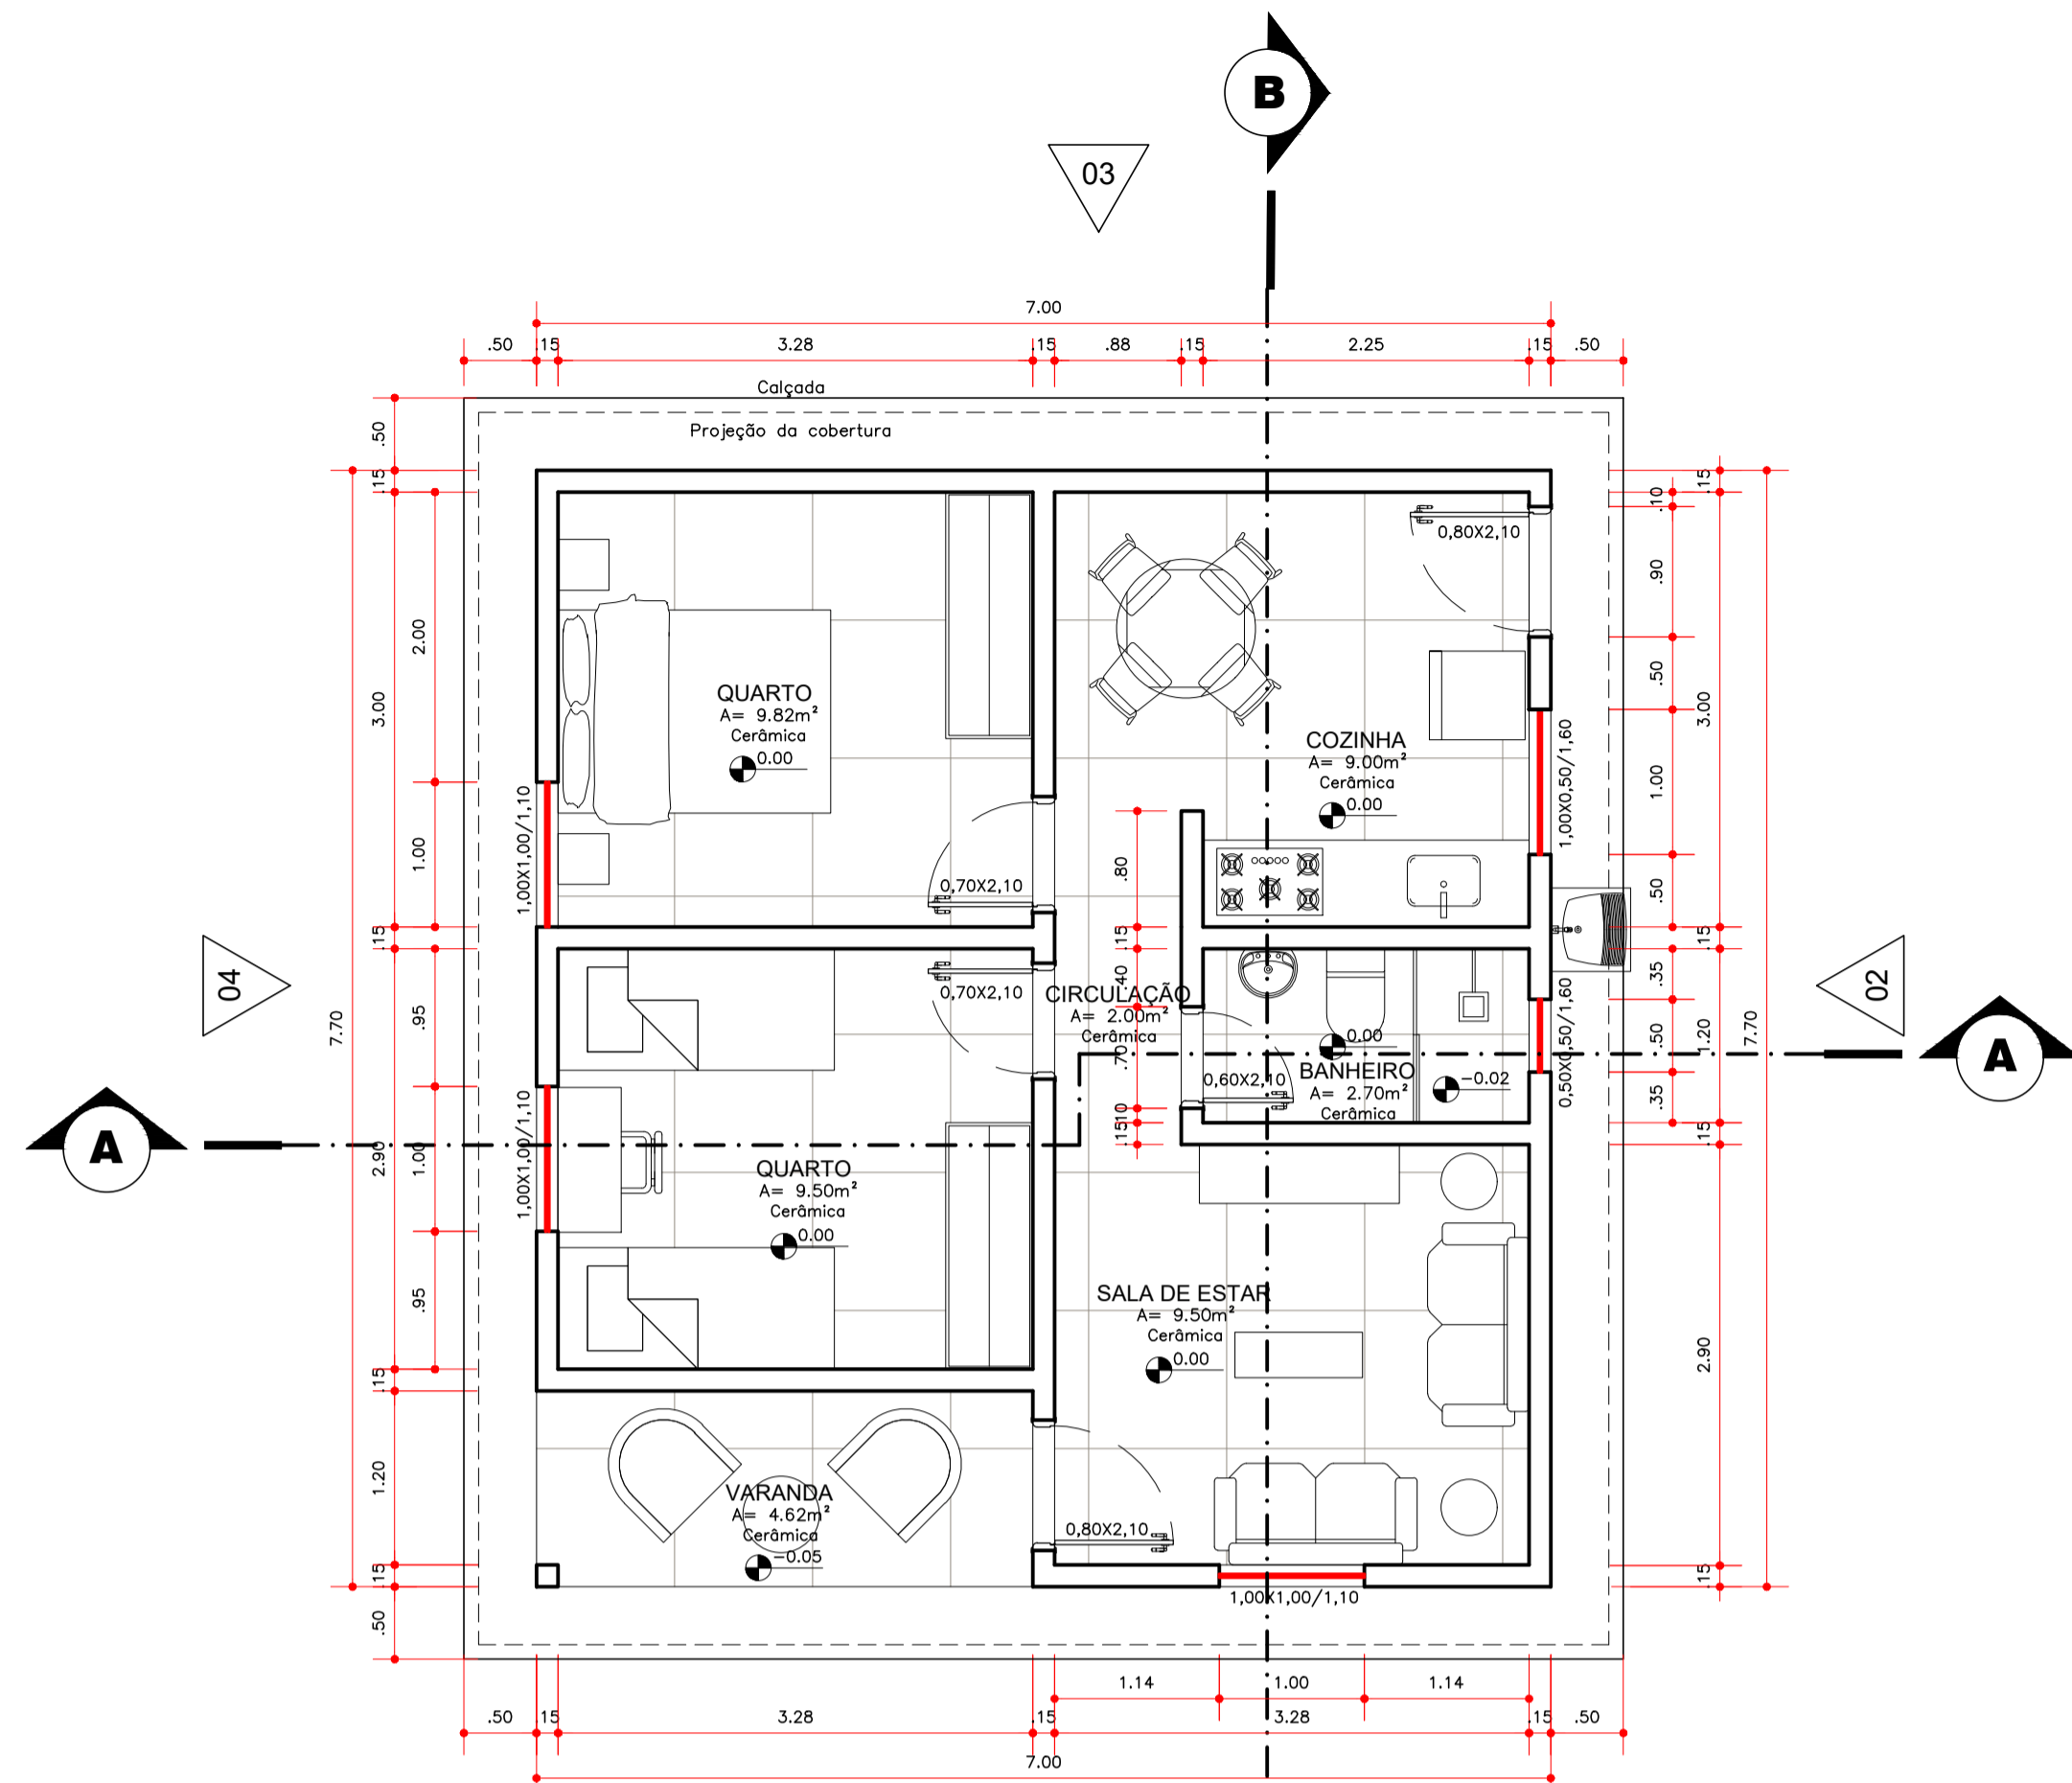 B
03
7.00
.50 .15 3.28 .15 .88 .15 2.25 .15 .50
Calçada
Projeção da cobertura
.50
.15
2.00
3.00
1.00
.15
.95
7.70
2.90
1.00
.95
.15
1.20
.15
.50
1,00X1,00/1,10
1,00X1,00/1,10
04
A
QUARTO
A= 9.82m²
Cerâmica
0.00
0,70X2,10
0,70X2,10
QUARTO
A= 9.50m²
Cerâmica
0.00
VARANDA
A= 4.62m²
Cerâmica
-0.05
0,80X2,10
COZINHA
A= 9.00m²
Cerâmica
0.00
.80
.15
.40
.70
.10
.15
CIRCULAÇÃO
A= 2.00m²
Cerâmica
0.00
BANHEIRO
A= 2.70m²
Cerâmica
-0.02
0,60X2,10
SALA DE ESTAR
A= 9.50m²
Cerâmica
0.00
0,80X2,10
1,00X1,00/1,10
1,00X0,50/1,60
0,50X0,50/1,60
.15
.10
.90
.50
3.00
1.00
.50
.15
.35
.50
1.20
7.70
.35
.15
2.90
.15
02
A
1.14 1.00 1.14
.50 .15 3.28 .15 3.28 .15 .50
7.00